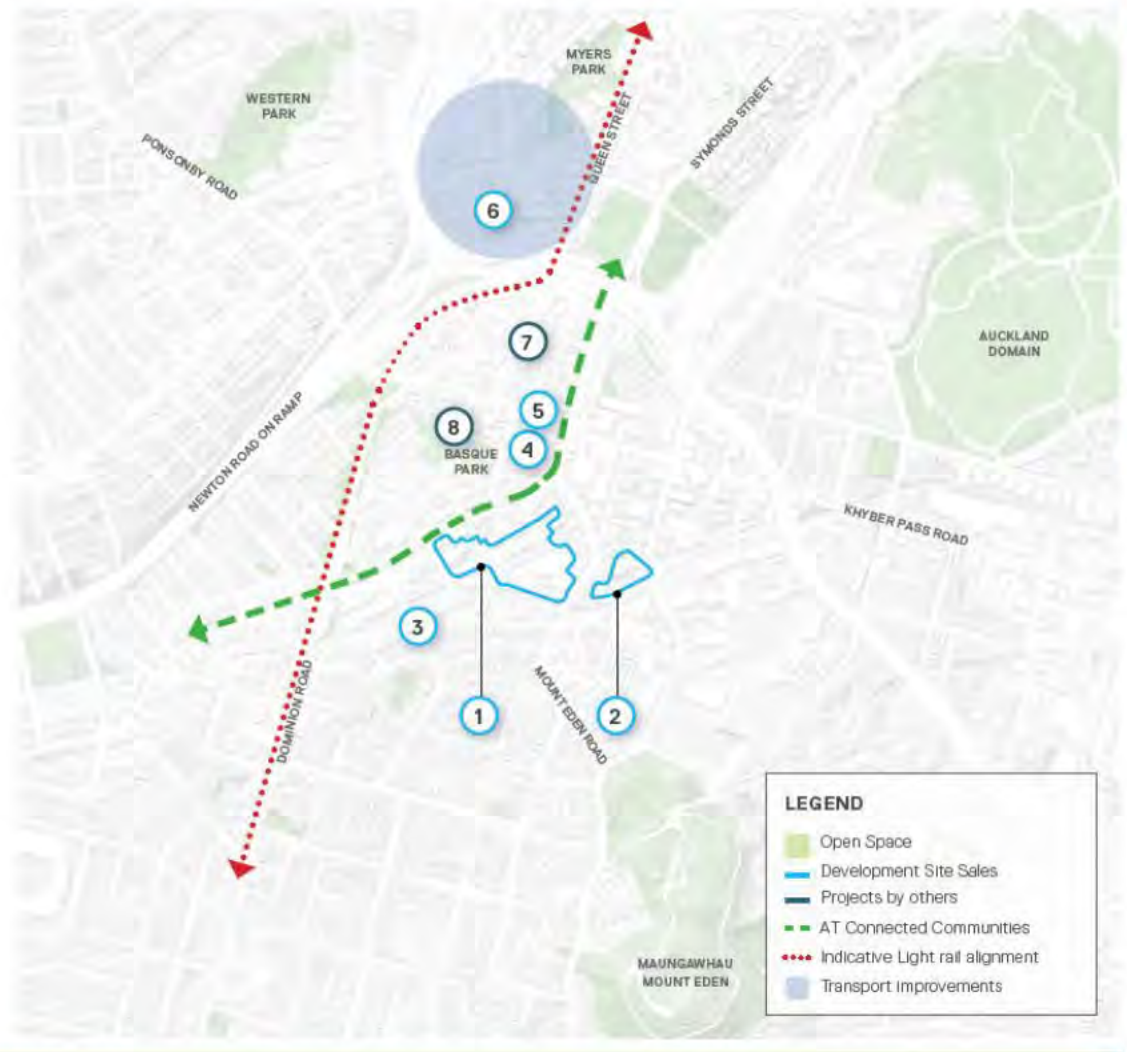 MYERS
PARK
WESTERN
PARK
QUEEN STREET
SYMONDS STREET
PONSONBY ROAD
6
7
AUCKLAND
DOMAIN
5
8
4
BASQUE
PARK
NEWTON ROAD ON RAMP
KHYBER PASS ROAD
3
DOMINION ROAD
MOUNT EDEN ROAD
1
2
LEGEND
Open Space
Development Site Sales
Projects by others
AT Connected Communities
Indicative Light rail alignment
Transport improvements
MAUNGAWHAU
MOUNT EDEN